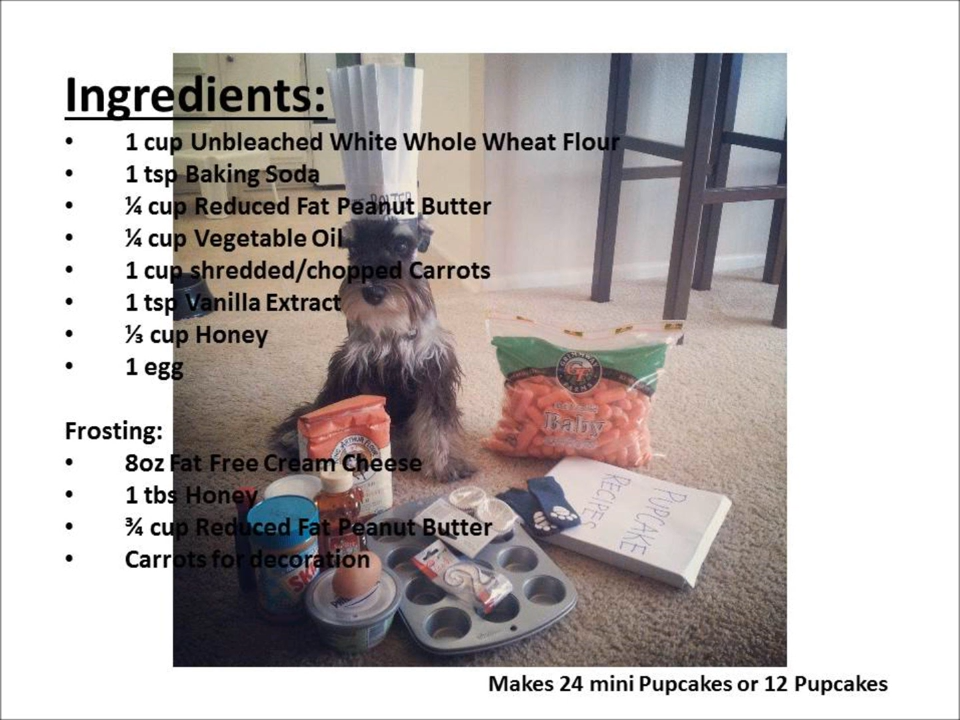 Ingredients:
• 1 cup Unbleached White Whole Wheat Flour
• 1 tsp Baking Soda
• ¼ cup Reduced Fat Peanut Butter
• ¼ cup Vegetable Oil
• 1 cup shredded/chopped Carrots
• 1 tsp Vanilla Extract
• ⅓ cup Honey
• 1 egg
Frosting:
• 8oz Fat Free Cream Cheese
• 1 tbs Honey
• ¾ cup Reduced Fat Peanut Butter
• Carrots for decoration
Baby
PUPCAKE
RECIPES
Makes 24 mini Pupcakes or 12 Pupcakes